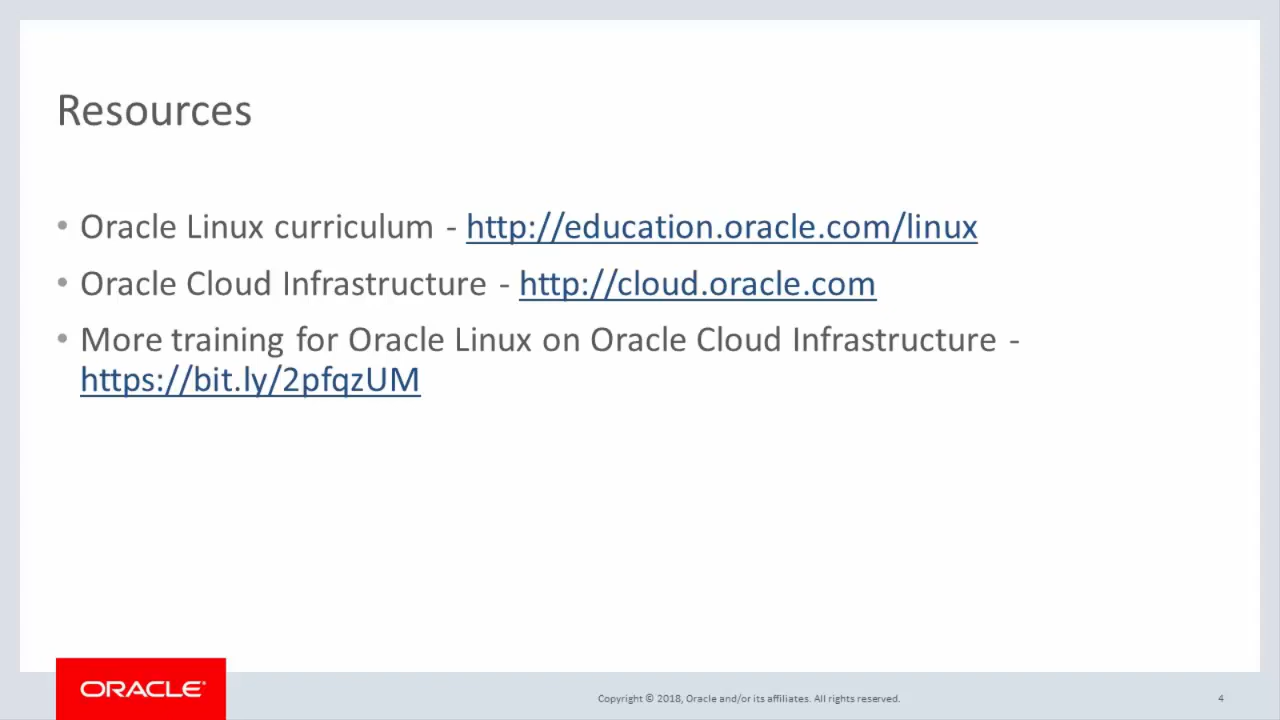 Resources
• Oracle Linux curriculum - http://education.oracle.com/linux
• Oracle Cloud Infrastructure - http://cloud.oracle.com
• More training for Oracle Linux on Oracle Cloud Infrastructure -
https://bit.ly/2pfqzUM
ORACLE®
Copyright © 2018, Oracle and/or its affiliates. All rights reserved.
4